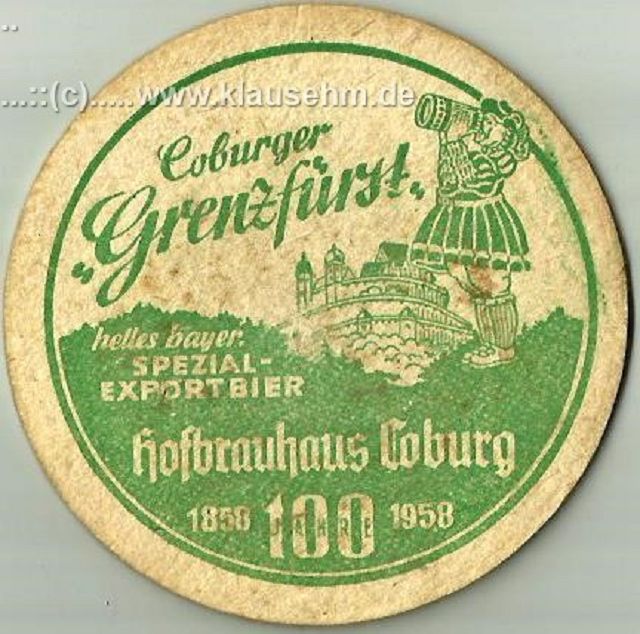 ..
...::(c).....www.klausehm.de
Coburger
„Grenzfürst“
helles bayer.
SPEZIAL-
EXPORTBIER
Hofbrauhaus Coburg
1858 100 1958
JAHRE